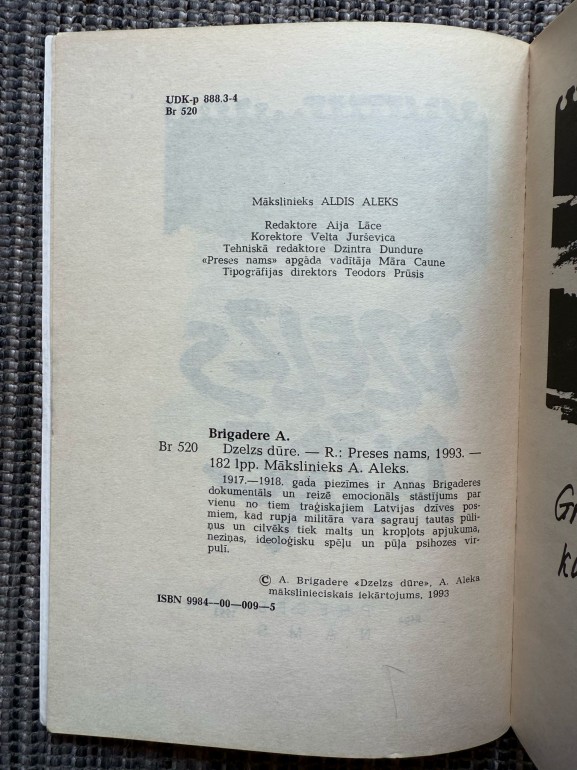 UDK-p 888.3-4
Br 520
Mākslinieks ALDIS ALEKS
Redaktore Aija Lāce
Korektore Velta Jurševica
Tehniskā redaktore Dzintra Dundure
«Preses nams» apgāda vadītāja Māra Caune
Tipogrāfijas direktors Teodors Prūsis
Brigadere A.
Br 520 Dzelzs dūre. — R.: Preses nams, 1993. —
182 lpp. Mākslinieks A. Aleks.
1917.—1918. gada piezīmes ir Annas Brigaderes
dokumentāls un reizē emocionāls stāstījums par
vienu no tiem traģiskajiem Latvijas dzīves pos-
miem, kad rupja militāra vara sagrauj tautas pūli-
ņus un cilvēks tiek malts un kropļots apjukuma,
neziņas, ideoloģisku spēļu un pūļa psihozes vir-
pulī.
© A. Brigadere «Dzelzs dūre», A. Aleka
mākslinieciskais iekārtojums, 1993
ISBN 9984—00—009—5